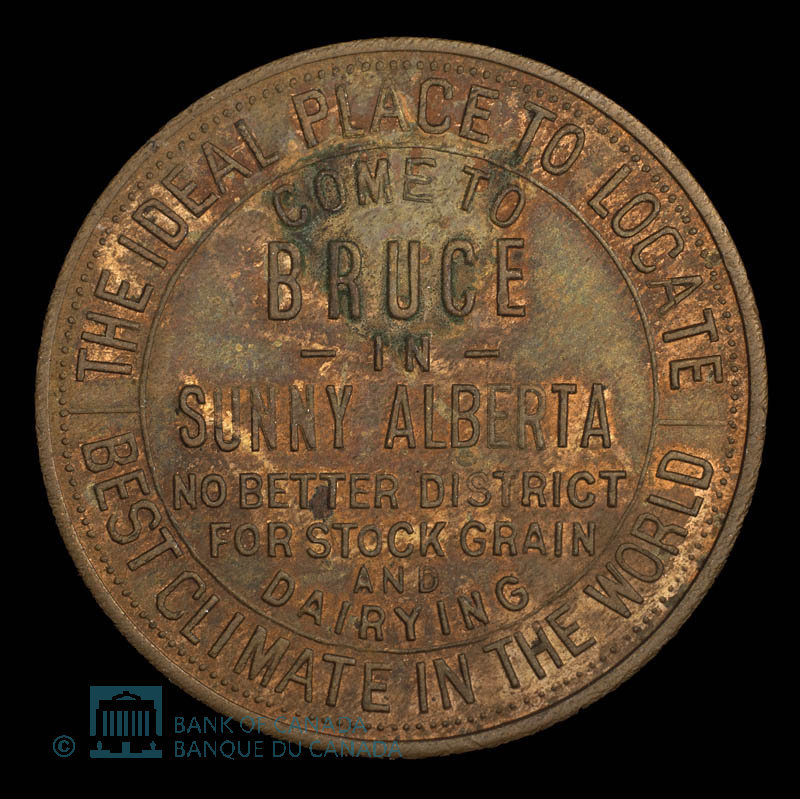 THE IDEAL PLACE TO LOCATE
COME TO
BRUCE
- IN -
SUNNY ALBERTA
NO BETTER DISTRICT
FOR STOCK GRAIN
AND
DAIRYING
BEST CLIMATE IN THE WORLD
© BANK OF CANADA
BANQUE DU CANADA